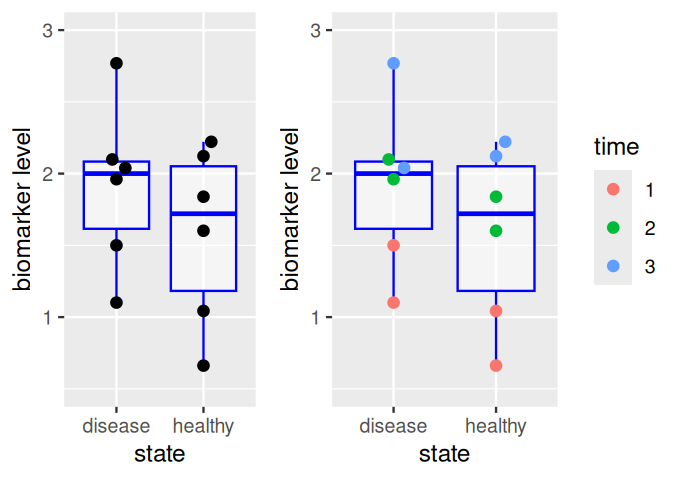 biomarker level
3
2
1
disease healthy
state
biomarker level
3
2
1
disease healthy
state
time
1
2
3